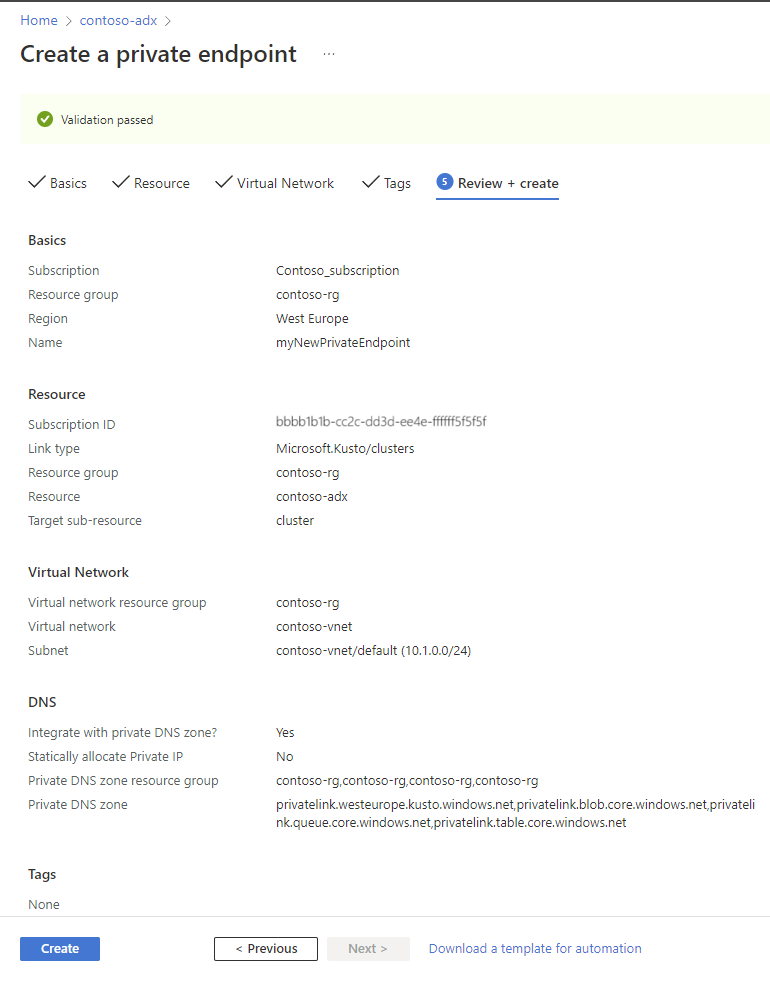 Home > contoso-adx >
Create a private endpoint ...
Validation passed
Basics Resource Virtual Network Tags 5 Review + create
Basics
Subscription Contoso_subscription
Resource group contoso-rg
Region West Europe
Name myNewPrivateEndpoint
Resource
Subscription ID bbbb1b1b-cc2c-dd3d-ee4e-ffffff5f5f5f
Link type Microsoft.Kusto/clusters
Resource group contoso-rg
Resource contoso-adx
Target sub-resource cluster
Virtual Network
Virtual network resource group contoso-rg
Virtual network contoso-vnet
Subnet contoso-vnet/default (10.1.0.0/24)
DNS
Integrate with private DNS zone? Yes
Statically allocate Private IP No
Private DNS zone resource group contoso-rg,contoso-rg,contoso-rg,contoso-rg
Private DNS zone privatelink.westeurope.kusto.windows.net,privatelink.blob.core.windows.net,privateli
nk.queue.core.windows.net,privatelink.table.core.windows.net
Tags
None
Create < Previous Next > Download a template for automation